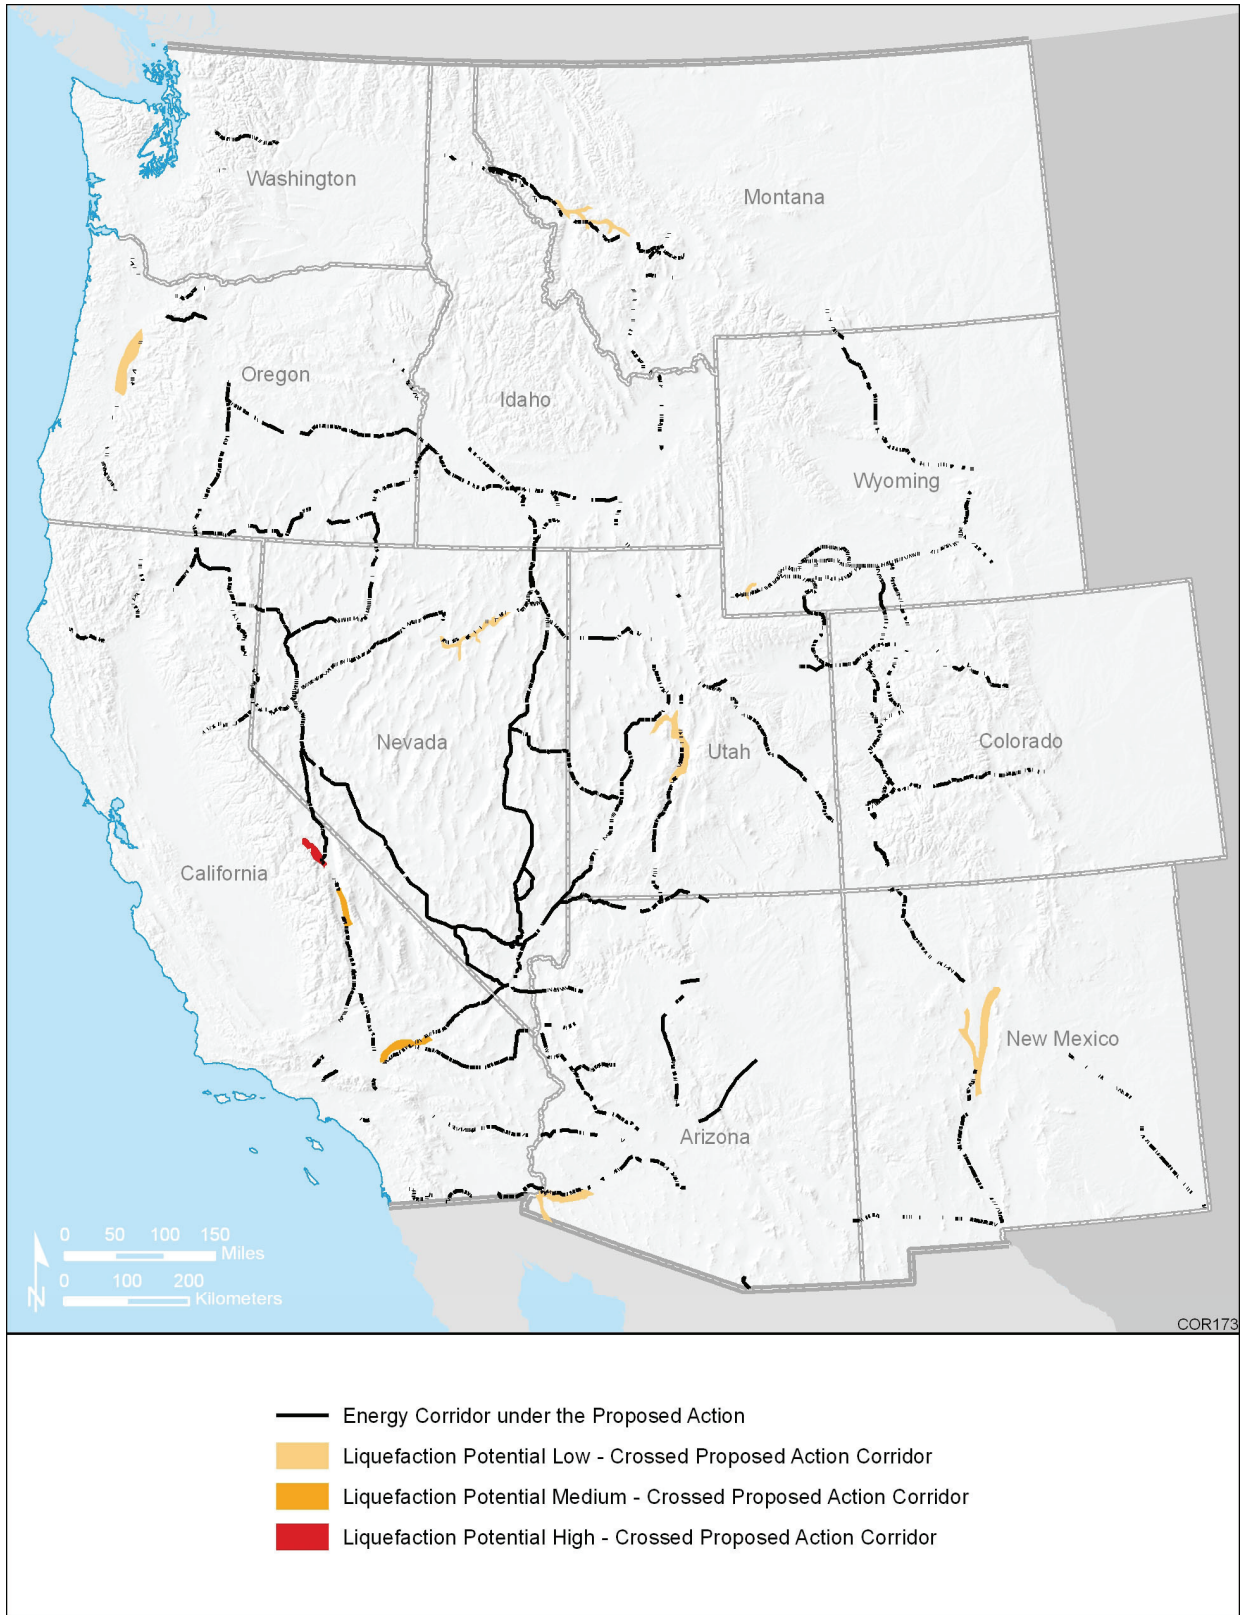 Washington
Montana
Oregon
Idaho
Wyoming
Nevada
Utah
Colorado
California
New Mexico
Arizona
0 50 100 150
Miles
0 100 200
Kilometers
N
COR173
Energy Corridor under the Proposed Action
Liquefaction Potential Low - Crossed Proposed Action Corridor
Liquefaction Potential Medium - Crossed Proposed Action Corridor
Liquefaction Potential High - Crossed Proposed Action Corridor